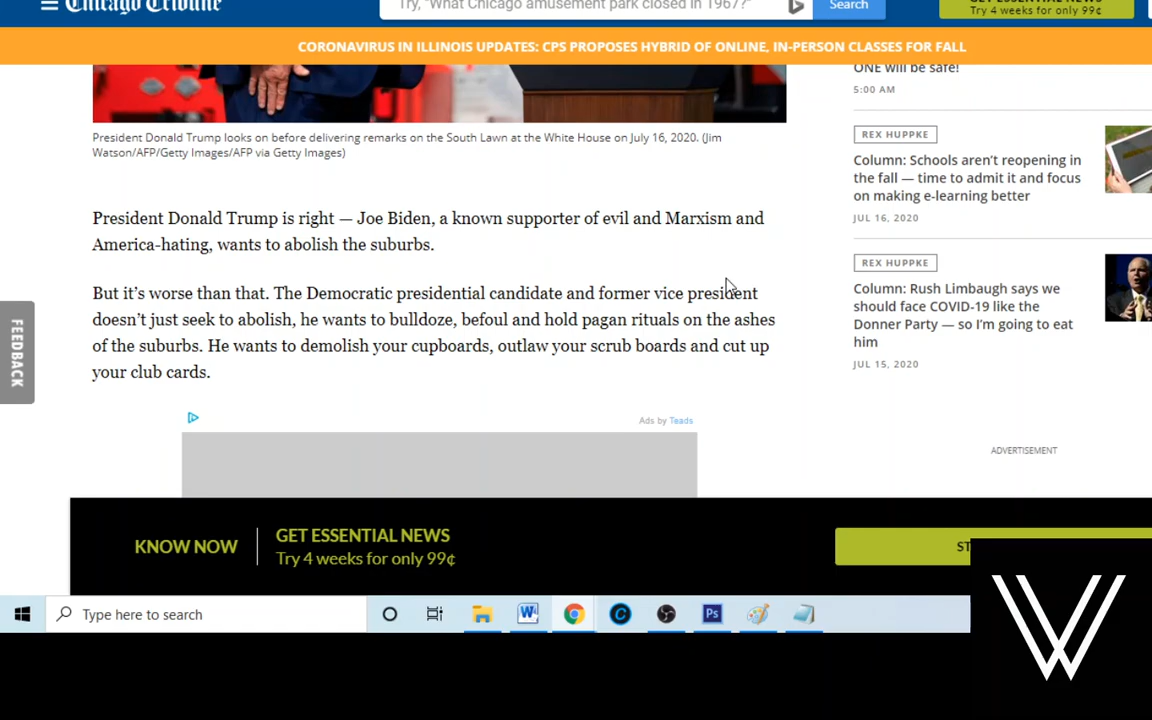 Chicago Tribune
Try, "What Chicago amusement park closed in 1967?"
Search
GET ESSENTIAL NEWS
Try 4 weeks for only 99¢
CORONAVIRUS IN ILLINOIS UPDATES: CPS PROPOSES HYBRID OF ONLINE, IN-PERSON CLASSES FOR FALL
President Donald Trump looks on before delivering remarks on the South Lawn at the White House on July 16, 2020. (Jim
Watson/AFP/Getty Images/AFP via Getty Images)
President Donald Trump is right — Joe Biden, a known supporter of evil and Marxism and
America-hating, wants to abolish the suburbs.
But it's worse than that. The Democratic presidential candidate and former vice president
doesn't just seek to abolish, he wants to bulldoze, befoul and hold pagan rituals on the ashes
of the suburbs. He wants to demolish your cupboards, outlaw your scrub boards and cut up
your club cards.
Ads by Teads
ONE will be safe!
5:00 AM
REX HUPPKE
Column: Schools aren't reopening in
the fall — time to admit it and focus
on making e-learning better
JUL 16, 2020
REX HUPPKE
Column: Rush Limbaugh says we
should face COVID-19 like the
Donner Party — so I'm going to eat
him
JUL 15, 2020
ADVERTISEMENT
FEEDBACK
KNOW NOW
GET ESSENTIAL NEWS
Try 4 weeks for only 99¢
ST
Type here to search
W